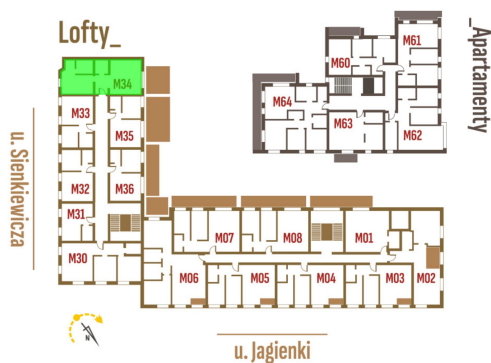 Lofty_
_Apartamenty
u. Sienkiewicza
u. Jagienki
M34
M33
M35
M32
M36
M31
M30
M07
M08
M01
M06
M05
M04
M03
M02
M61
M60
M64
M63
M62
N